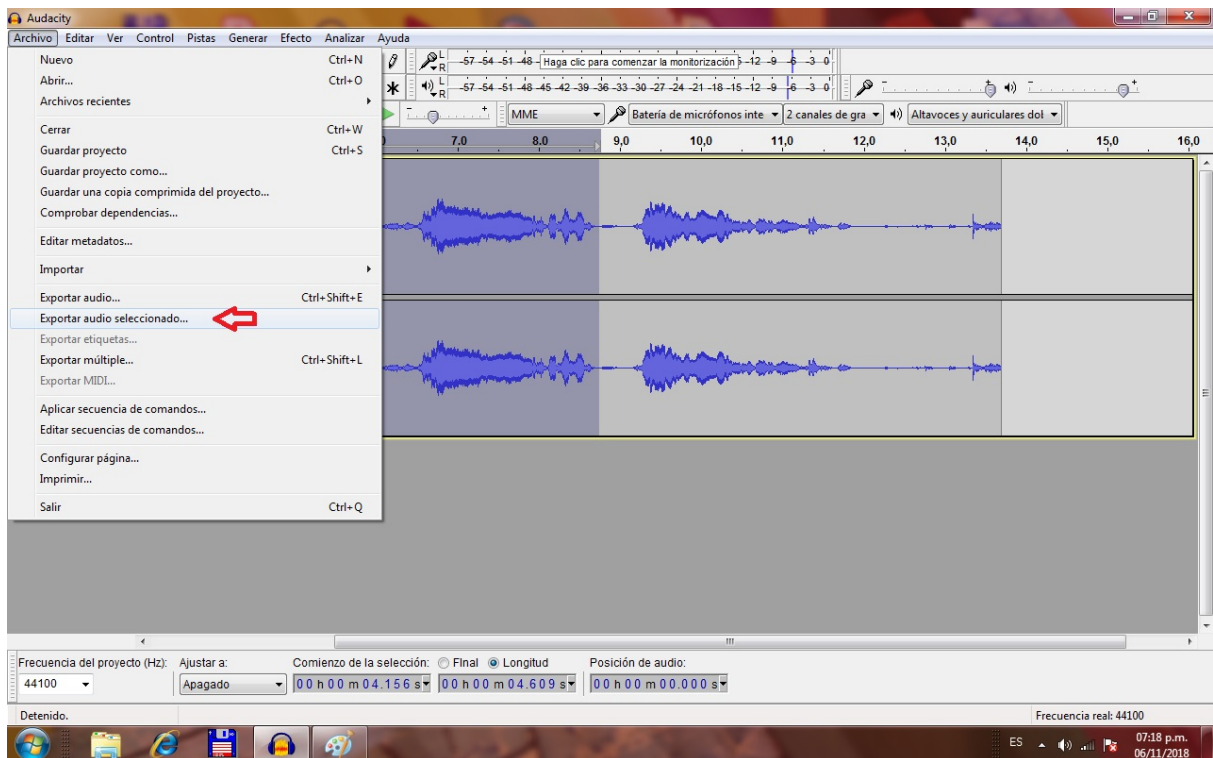 Audacity
Archivo Editar Ver Control Pistas Generar Efecto Analizar Ayuda
Nuevo Ctrl+N
Abrir... Ctrl+O
Archivos recientes
Cerrar Ctrl+W
Guardar proyecto Ctrl+S
Guardar proyecto como...
Guardar una copia comprimida del proyecto...
Comprobar dependencias...
Editar metadatos...
Importar
Exportar audio... Ctrl+Shift+E
Exportar audio seleccionado...
Exportar etiquetas...
Exportar múltiple... Ctrl+Shift+L
Exportar MIDI...
Aplicar secuencia de comandos...
Editar secuencias de comandos...
Configurar página...
Imprimir...
Salir Ctrl+Q
L R -57 -54 -51 -48 Haga clic para comenzar la monitorización -12 -9 -6 -3 0
L R -57 -54 -51 -48 -45 -42 -39 -36 -33 -30 -27 -24 -21 -18 -15 -12 -9 -6 -3 0
MME Batería de micrófonos inte 2 canales de gra Altavoces y auriculares dol
7,0 8,0 9,0 10,0 11,0 12,0 13,0 14,0 15,0 16,0
Frecuencia del proyecto (Hz): Ajustar a: Comienzo de la selección: FInal Longitud Posición de audio:
44100 Apagado 00 h 00 m 04.156 s 00 h 00 m 04.609 s 00 h 00 m 00.000 s
Detenido. Frecuencia real: 44100
ES 07:18 p.m.
06/11/2018